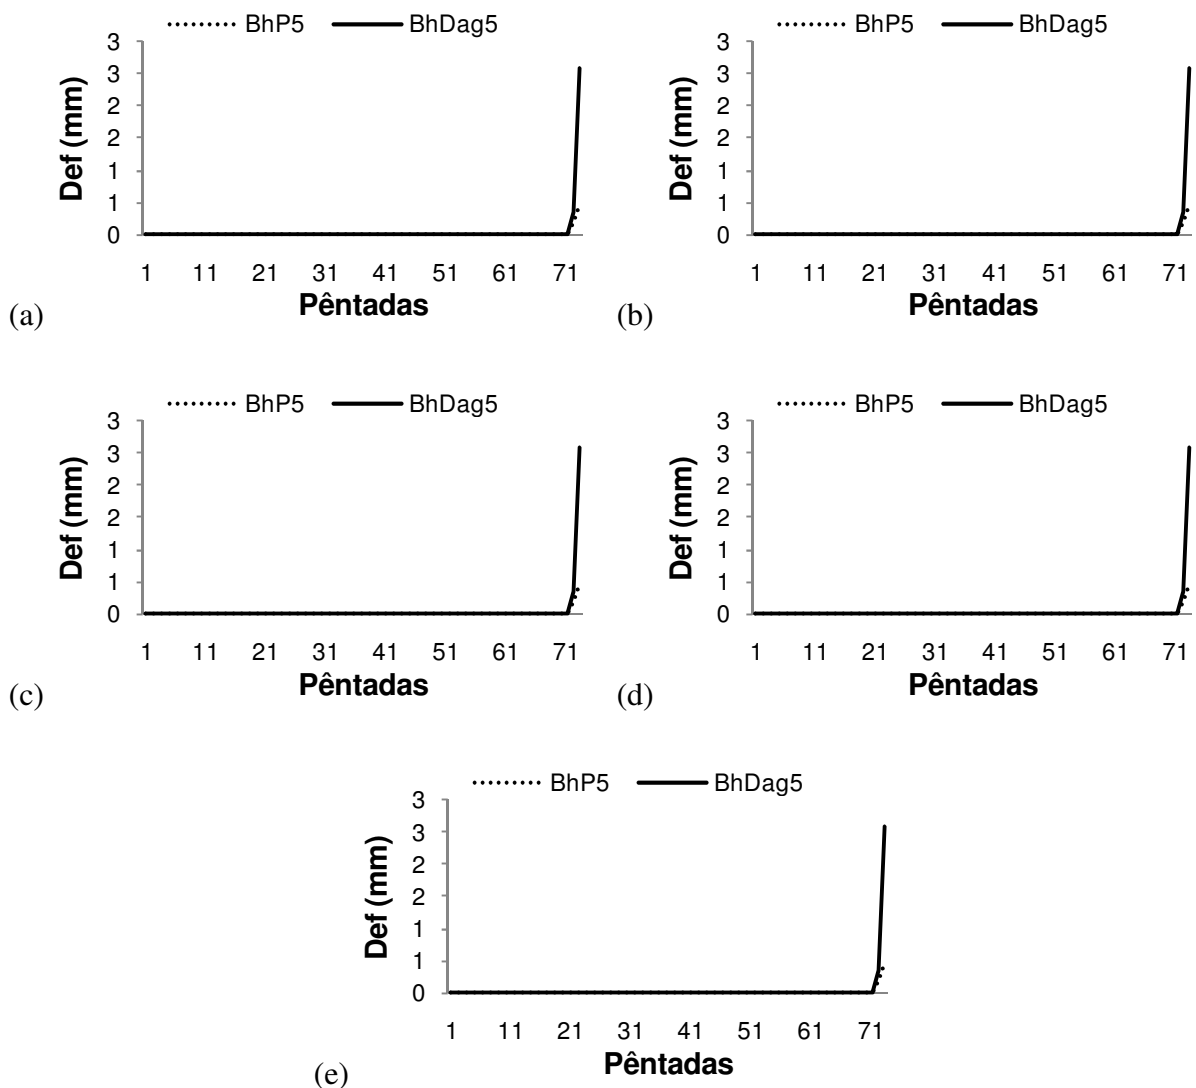 BhP5 BhDag5 BhP5 BhDag5
3 3
3 3
2 2
2 2
1 1
1 1
0 0
Def (mm) Def (mm)
1 11 21 31 41 51 61 71 1 11 21 31 41 51 61 71
Pêntadas Pêntadas
(a) (b)
BhP5 BhDag5 BhP5 BhDag5
3 3
3 3
2 2
2 2
1 1
1 1
0 0
Def (mm) Def (mm)
1 11 21 31 41 51 61 71 1 11 21 31 41 51 61 71
Pêntadas Pêntadas
(c) (d)
BhP5 BhDag5
3
3
2
2
1
1
0
Def (mm)
1 11 21 31 41 51 61 71
Pêntadas
(e)